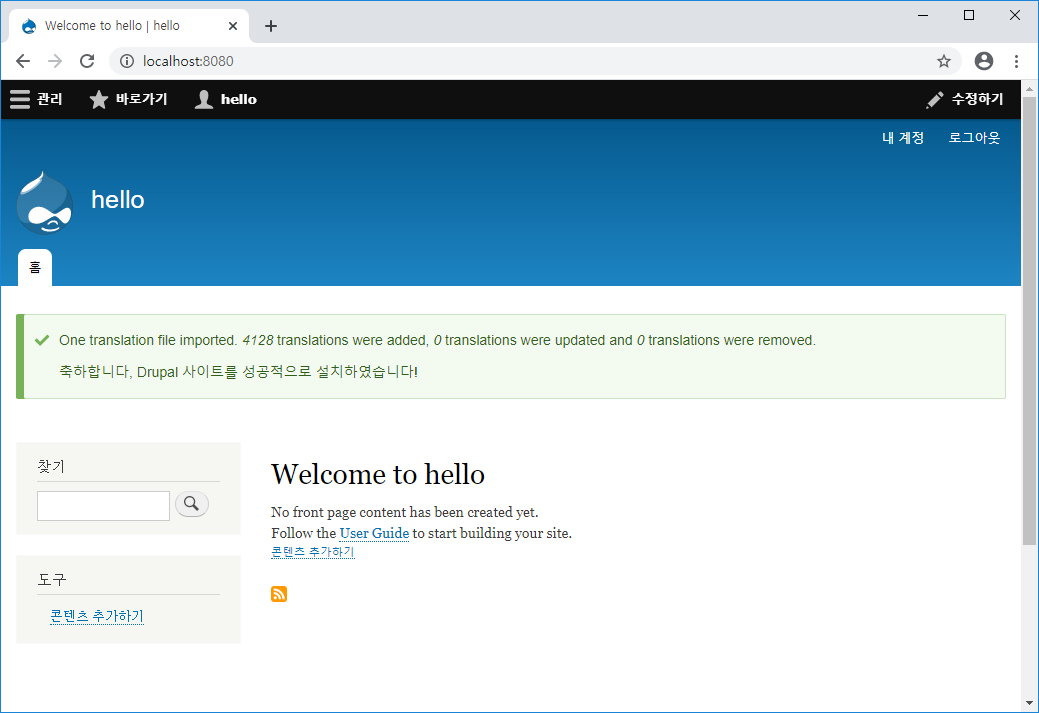 Welcome to hello | hello
localhost:8080
관리 바로가기 hello 수정하기
내 계정 로그아웃
hello
홈
One translation file imported. 4128 translations were added, 0 translations were updated and 0 translations were removed.
축하합니다, Drupal 사이트를 성공적으로 설치하였습니다!
찾기
도구
콘텐츠 추가하기
Welcome to hello
No front page content has been created yet.
Follow the User Guide to start building your site.
콘텐츠 추가하기